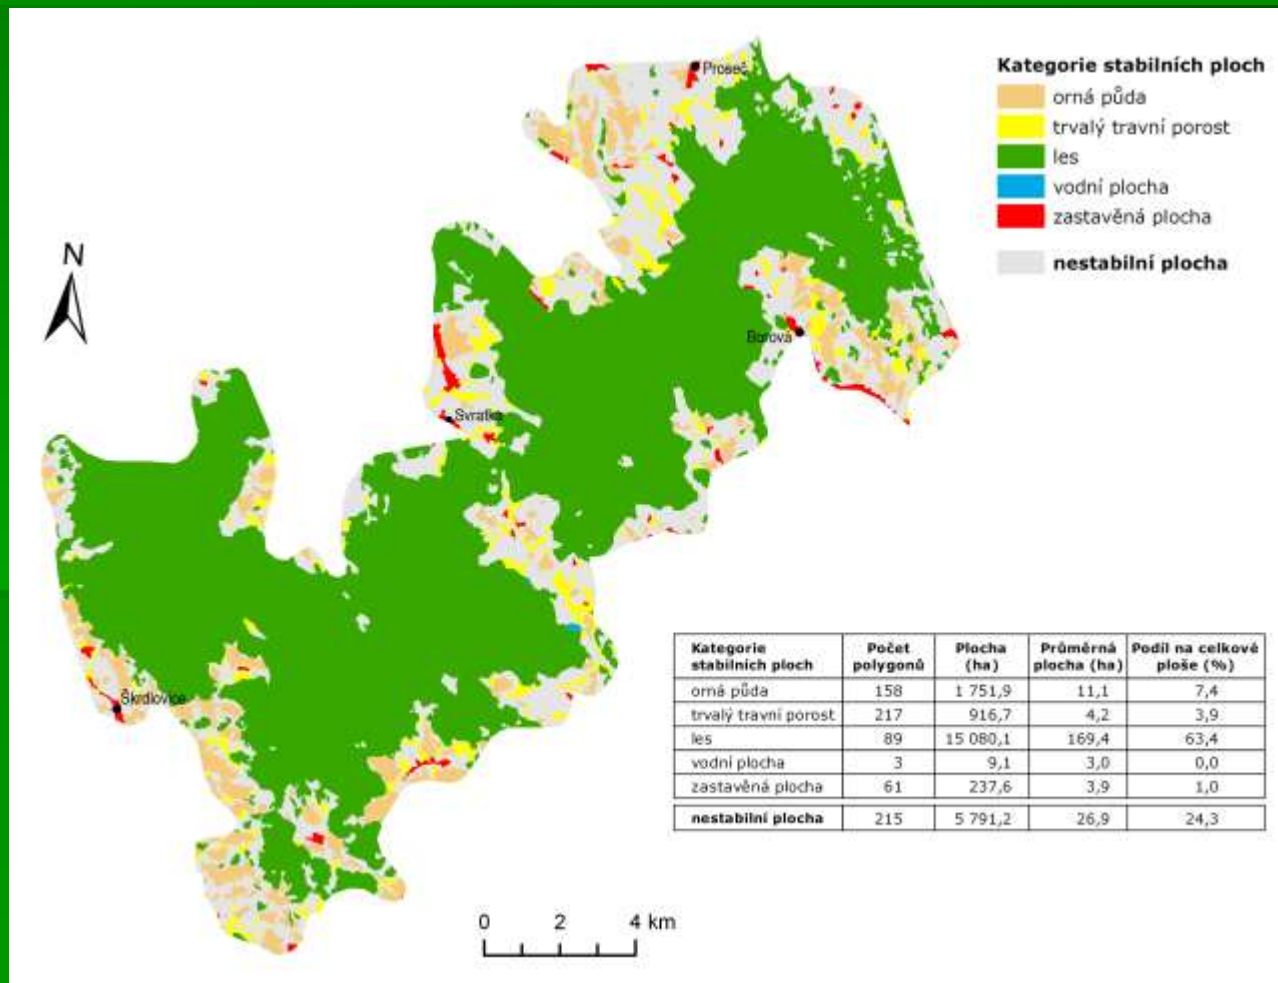 Proseč
Kategorie stabilních ploch
orná půda
trvalý travní porost
les
vodní plocha
zastavěná plocha
nestabilní plocha
N
Borová
Svratka
Škrdlovice
Kategorie stabilních ploch Počet polygonů Plocha (ha) Průměrná plocha (ha) Podíl na celkové ploše (%)
orná půda 158 1 751,9 11,1 7,4
trvalý travní porost 217 916,7 4,2 3,9
les 89 15 080,1 169,4 63,4
vodní plocha 3 9,1 3,0 0,0
zastavěná plocha 61 237,6 3,9 1,0
nestabilní plocha 215 5 791,2 26,9 24,3
0 2 4 km